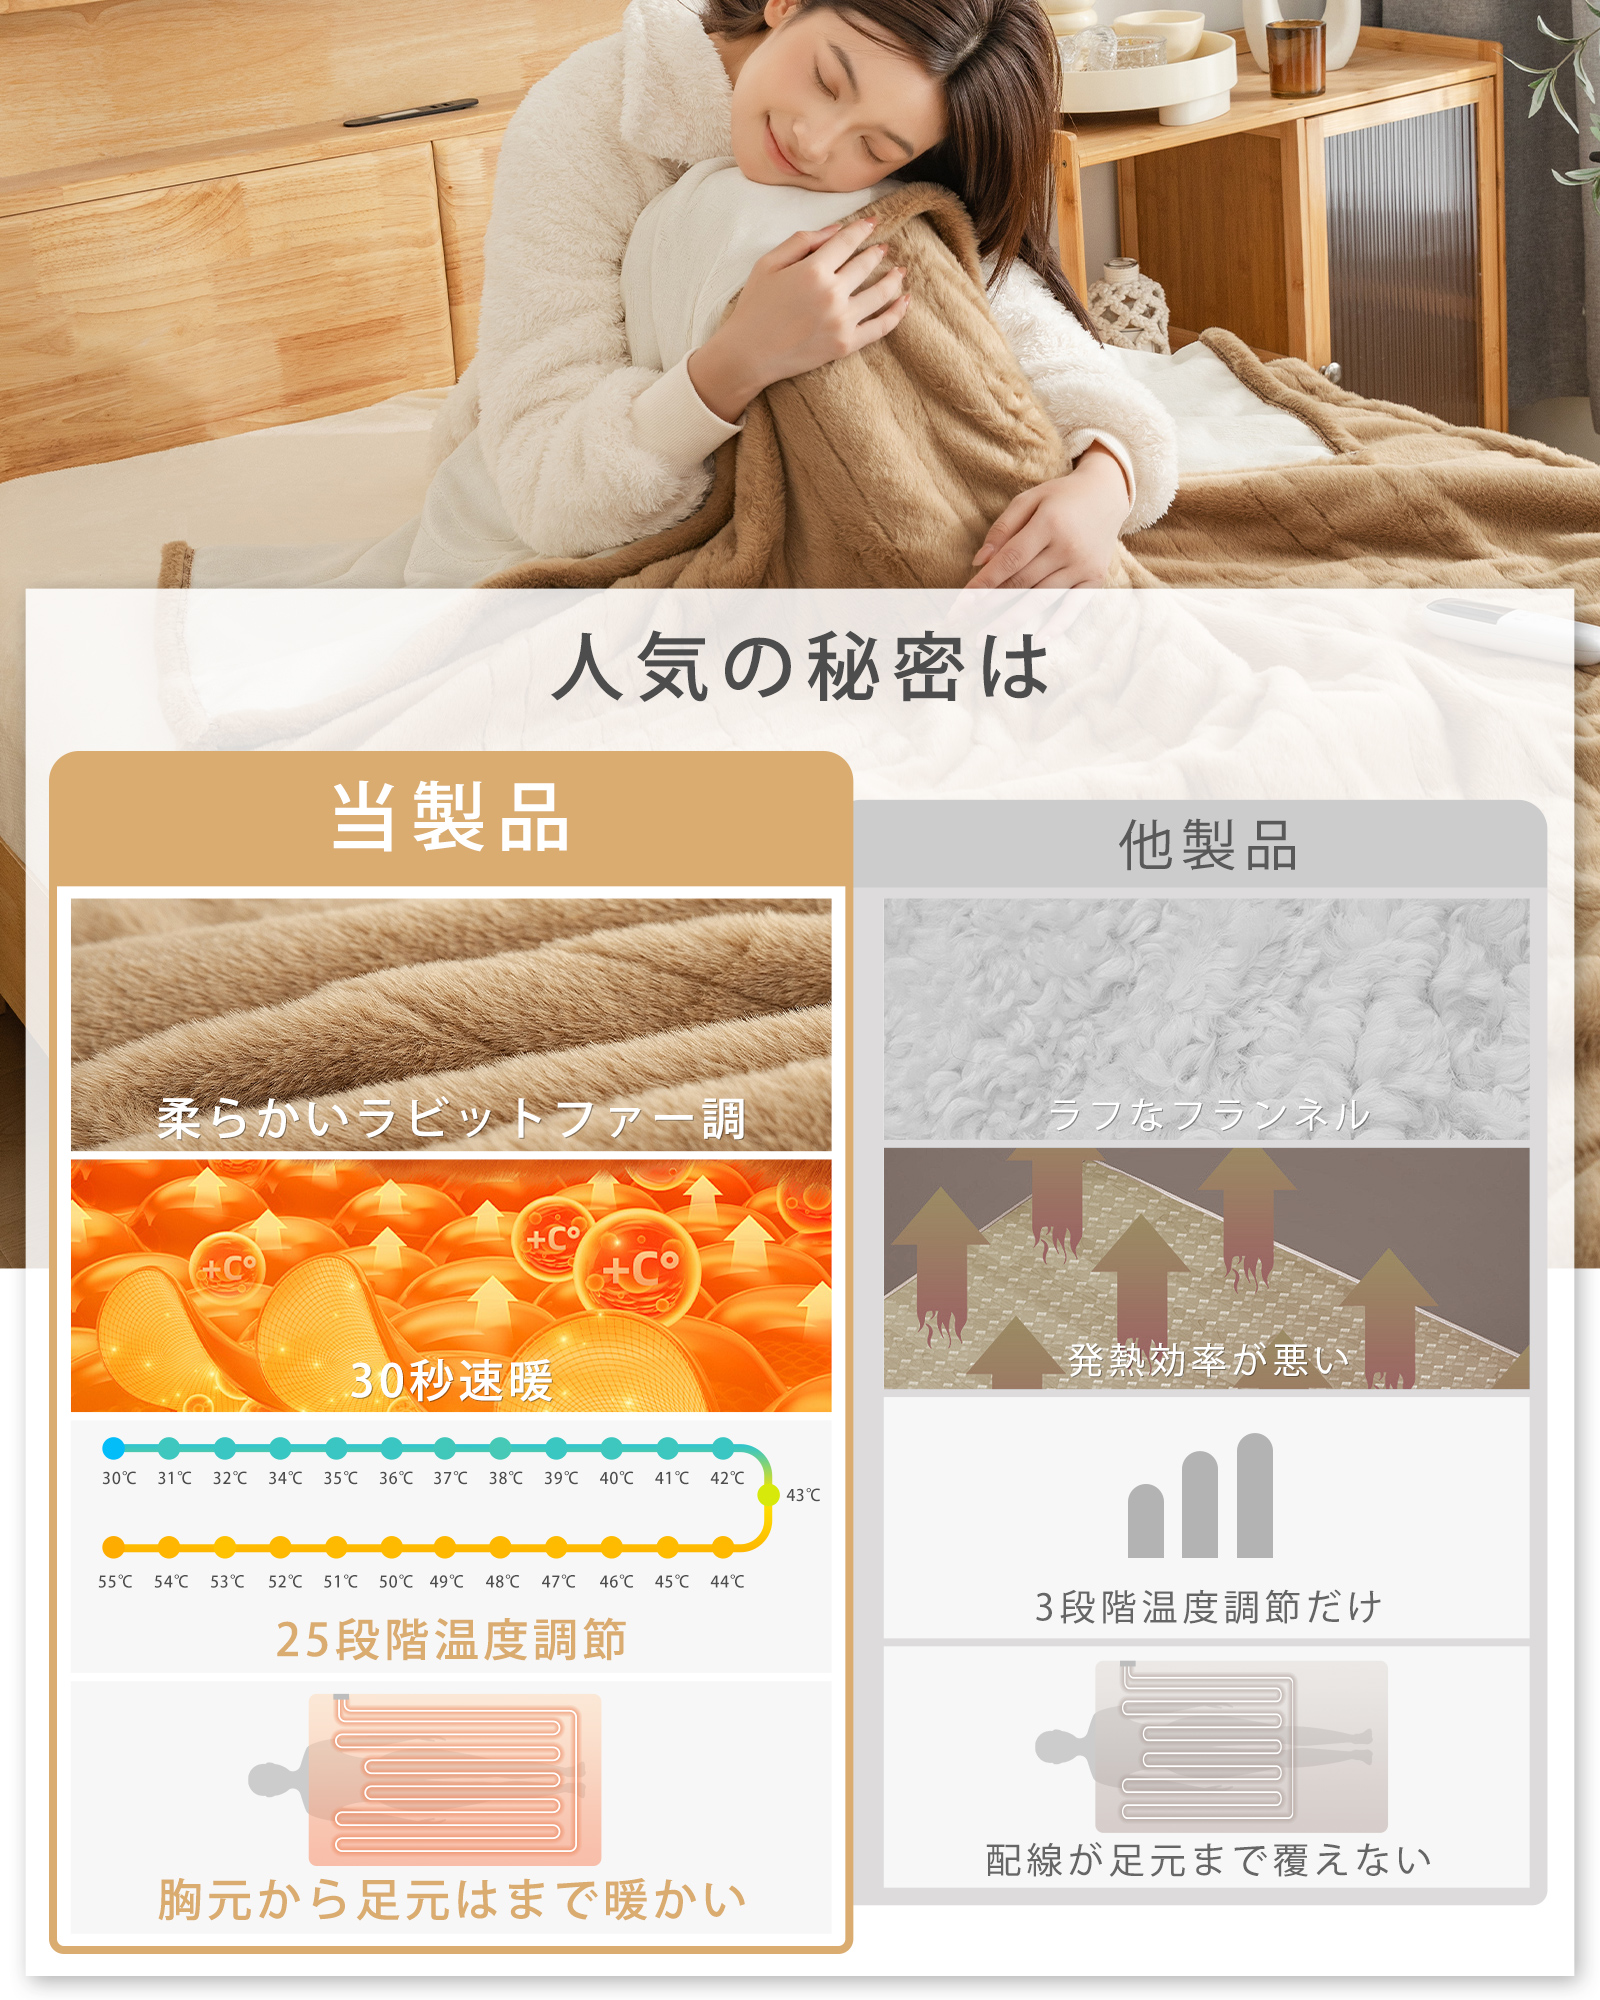 人気の秘密は
当製品
他製品
柔らかいラビットファー調
ラフなフランネル
+C°
+C°
+C°
30秒速暖
発熱効率が悪い
30℃ 31℃ 32℃ 34℃ 35℃ 36℃ 37℃ 38℃ 39℃ 40℃ 41℃ 42℃
43℃
55℃ 54℃ 53℃ 52℃ 51℃ 50℃ 49℃ 48℃ 47℃ 46℃ 45℃ 44℃
25段階温度調節
3段階温度調節だけ
胸元から足元はまで暖かい
配線が足元まで覆えない